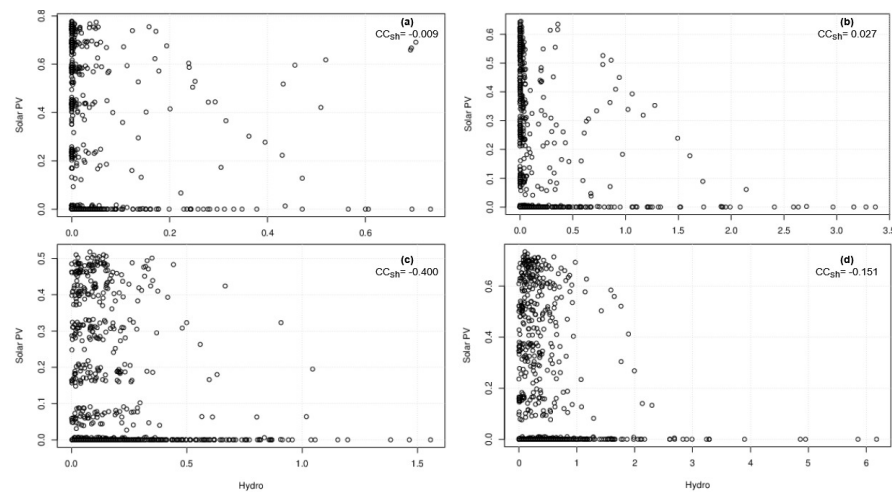 (a)
CCsh= -0.009
Solar PV
0.8
0.6
0.4
0.2
0.0
0.0 0.2 0.4 0.6
(b)
CCsh= 0.027
Solar PV
0.6
0.5
0.4
0.3
0.2
0.1
0.0
0.0 0.5 1.0 1.5 2.0 2.5 3.0 3.5
(c)
CCsh= -0.400
Solar PV
0.5
0.4
0.3
0.2
0.1
0.0
0.0 0.5 1.0 1.5
Hydro
(d)
CCsh= -0.151
Solar PV
0.6
0.4
0.2
0.0
0 1 2 3 4 5 6
Hydro